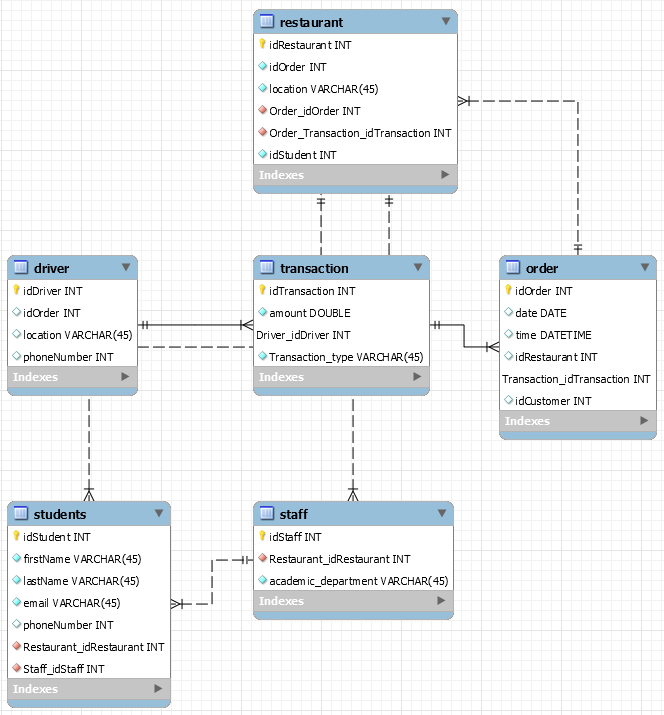 restaurant
idRestaurant INT
idOrder INT
location VARCHAR(45)
Order_idOrder INT
Order_Transaction_idTransaction INT
idStudent INT
Indexes
driver
idDriver INT
idOrder INT
location VARCHAR(45)
phoneNumber INT
Indexes
transaction
idTransaction INT
amount DOUBLE
Driver_idDriver INT
Transaction_type VARCHAR(45)
Indexes
order
idOrder INT
date DATE
time DATETIME
idRestaurant INT
Transaction_idTransaction INT
idCustomer INT
Indexes
students
idStudent INT
firstName VARCHAR(45)
lastName VARCHAR(45)
email VARCHAR(45)
phoneNumber INT
Restaurant_idRestaurant INT
Staff_idStaff INT
Indexes
staff
idStaff INT
Restaurant_idRestaurant INT
academic_department VARCHAR(45)
Indexes